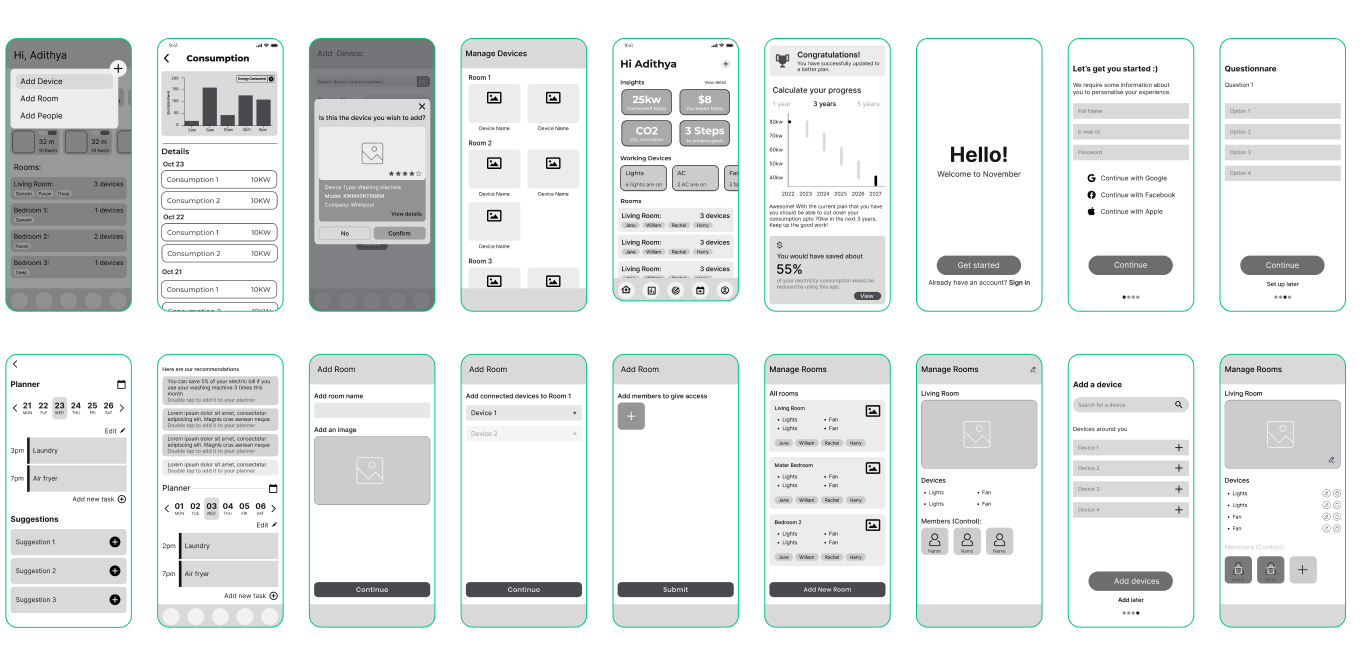 Hi, Adithya
Add Device
Add Room
Add People
32 m
10 Kw/m
32 m
10 Kw/m
Rooms:
Living Room: 3 devices
Ganesh Pavan Deep
Bedroom 1: 1 devices
Ganesh
Bedroom 2: 2 devices
Pavan
Bedroom 3: 1 devices
Deep
9:41
Consumption
Energy Consumed
200
150
100
50
0
2am 5am 10am 2pm 9pm
Details
Oct 23
Consumption 1 10KW
Consumption 2 10KW
Oct 22
Consumption 1 10KW
Consumption 2 10KW
Oct 21
Consumption 1 10KW
Consumption 2 10KW
Add Device:
Search device (model number)
Is this the device you wish to add?
Device Type: Washing Machine
Company: Whirlpool
View details
No Confirm
Manage Devices
Room 1
Device Name Device Name
Room 2
Device Name Device Name
Device Name
Room 3
9:41
Hi Adithya
Insights View detail
25kw
Consumed today
$8
You saved today
CO2
CO2 emission
3 Steps
to achieve goals
Working Devices
Lights
4 lights are on
AC
2 AC are on
Fan
3 fa
Rooms
Living Room: 3 devices
Jane William Rachel Harry
Living Room: 3 devices
Jane William Rachel Harry
Living Room: 3 devices
Jane William Rachel Harry
Congratulations!
You have successfully updated to
a better plan.
Calculate your progress
1 year 3 years 5 years
80kw
70kw
60kw
50kw
40kw
2022 2023 2024 2025 2026 2027
Awesome! With the current plan that you have
you should be able to cut down your
consumption upto 70kw in the next 3 years.
Keep up the good work!
$
You would have saved about
55%
of your electricity consumption would be
reduced by using this app.
View
Hello!
Welcome to November
Get started
Already have an account? Sign in
Let's get you started :)
We require some information about
you to personalise your experience.
Full Name
E-mail ID
Password
Continue with Google
Continue with Facebook
Continue with Apple
Continue
Questionnare
Question 1
Option 1
Option 2
Option 3
Option 4
Continue
Set up later
Planner
21 22 23 24 25 26
MON TUE WED THU FRI SAT
Edit
3pm Laundry
7pm Air fryer
Add new task
Suggestions
Suggestion 1
Suggestion 2
Suggestion 3
Here are our recommendations
You can save 5% of your electric bill if you
use your washing machine 3 times this
month
Double tap to add it to your planner
Lorem ipsum dolor sit amet, consectetur
adipiscing elit. Magnis cras aenean neque
Double tap to add it to your planner
Lorem ipsum dolor sit amet, consectetur
adipiscing elit. Magnis cras aenean neque
Double tap to add it to your planner
Lorem ipsum dolor sit amet, consectetur
Double tap to add it to your planner
Planner
01 02 03 04 05 06
MON TUE WED THU FRI SAT
Edit
2pm Laundry
7pm Air fryer
Add new task
Add Room
Add room name
Add an image
Continue
Add Room
Add connected devices to Room 1
Device 1
Device 2
Continue
Add Room
Add members to give access
Submit
Manage Rooms
All rooms
Living Room
Lights Fan
Lights Fan
Jane William Rachel Harry
Mater Bedroom
Lights Fan
Lights Fan
Jane William Rachel Harry
Bedroom 2
Lights Fan
Lights Fan
Jane William Rachel Harry
Add New Room
Manage Rooms
Living Room
Devices
Lights Fan
Lights Fan
Members (Control):
Name Name Name
Add a device
Search for a device
Devices around you
Device 1
Device 2
Device 3
Device 4
Add devices
Add later
Manage Rooms
Living Room
Devices
Lights
Lights
Fan
Fan
Members (Control):